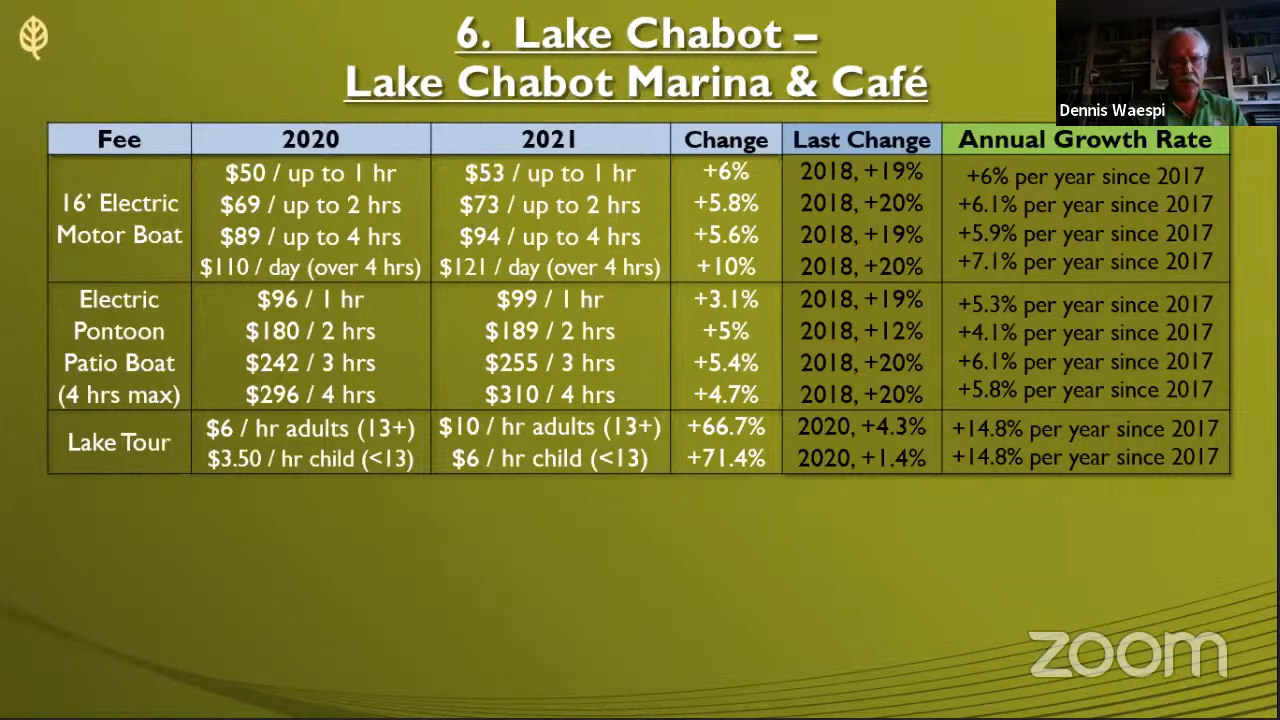 6. Lake Chabot –
Lake Chabot Marina & Café
Dennis Waespi
Fee 2020 2021 Change Last Change Annual Growth Rate
16' Electric Motor Boat
$50 / up to 1 hr $53 / up to 1 hr +6% 2018, +19% +6% per year since 2017
$69 / up to 2 hrs $73 / up to 2 hrs +5.8% 2018, +20% +6.1% per year since 2017
$89 / up to 4 hrs $94 / up to 4 hrs +5.6% 2018, +19% +5.9% per year since 2017
$110 / day (over 4 hrs) $121 / day (over 4 hrs) +10% 2018, +20% +7.1% per year since 2017
Electric $96 / 1 hr $99 / 1 hr +3.1% 2018, +19% +5.3% per year since 2017
Pontoon $180 / 2 hrs $189 / 2 hrs +5% 2018, +12% +4.1% per year since 2017
Patio Boat $242 / 3 hrs $255 / 3 hrs +5.4% 2018, +20% +6.1% per year since 2017
(4 hrs max) $296 / 4 hrs $310 / 4 hrs +4.7% 2018, +20% +5.8% per year since 2017
Lake Tour
$6 / hr adults (13+) $10 / hr adults (13+) +66.7% 2020, +4.3% +14.8% per year since 2017
$3.50 / hr child (<13) $6 / hr child (<13) +71.4% 2020, +1.4% +14.8% per year since 2017
zoom